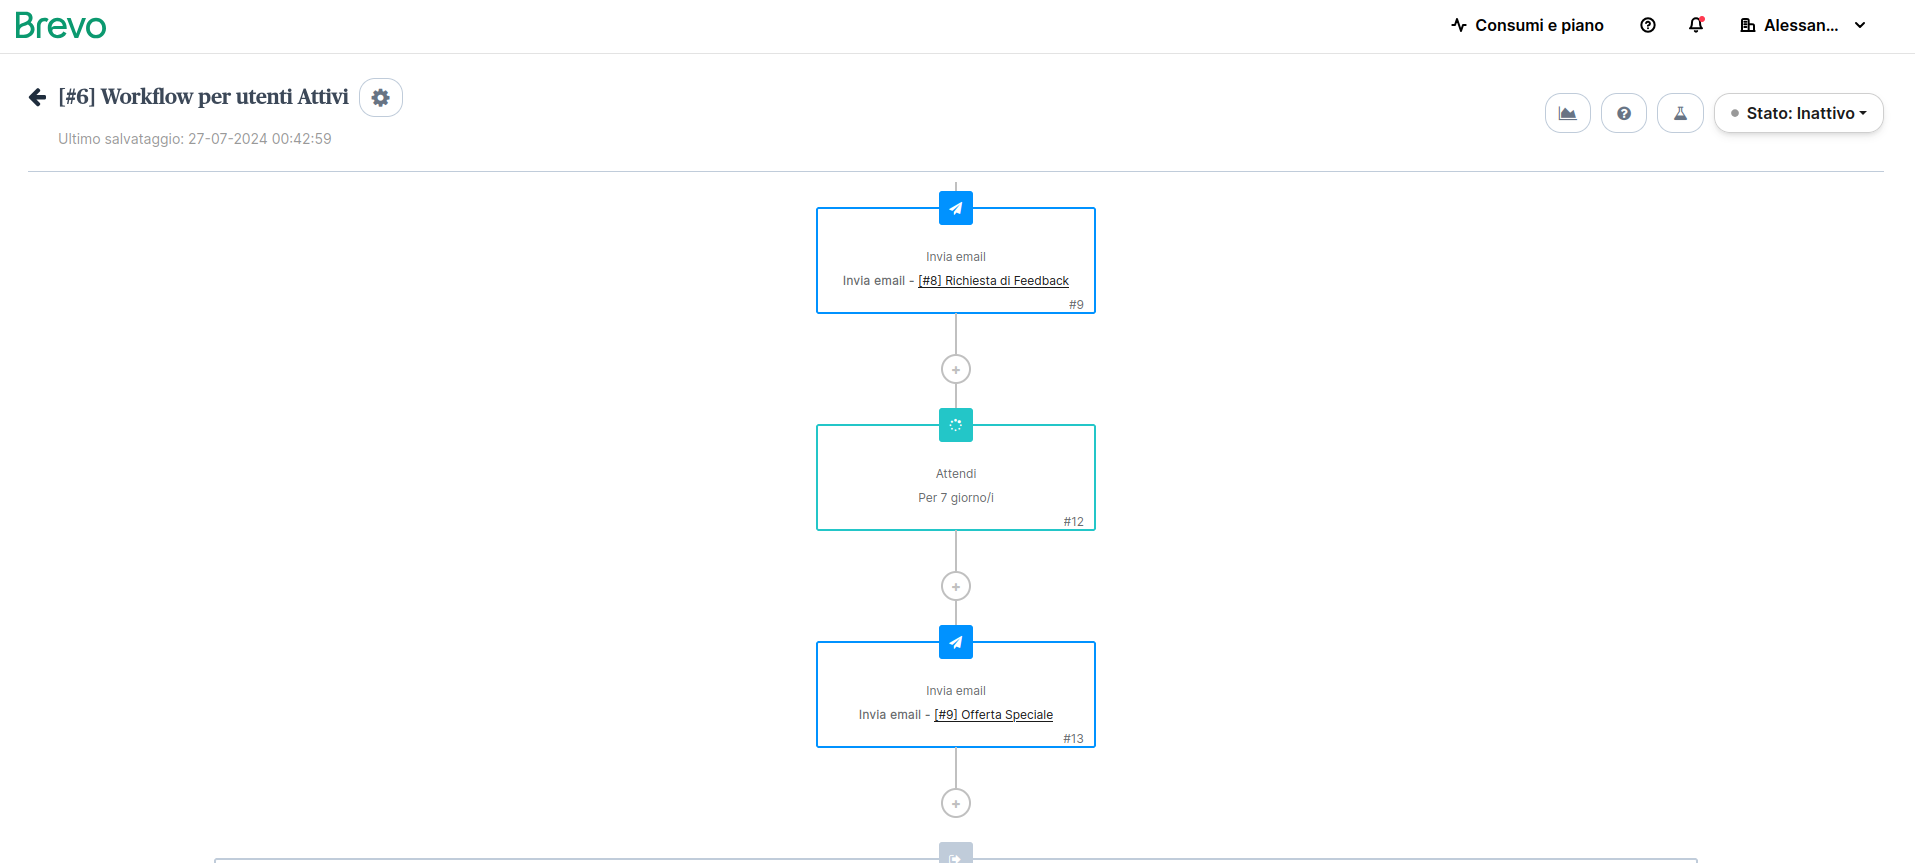 Brevo
Consumi e piano
Alessan...
[#6] Workflow per utenti Attivi
Ultimo salvataggio: 27-07-2024 00:42:59
Stato: Inattivo
Invia email
Invia email - [#8] Richiesta di Feedback
#9
Attendi
Per 7 giorno/i
#12
Invia email
Invia email - [#9] Offerta Speciale
#13